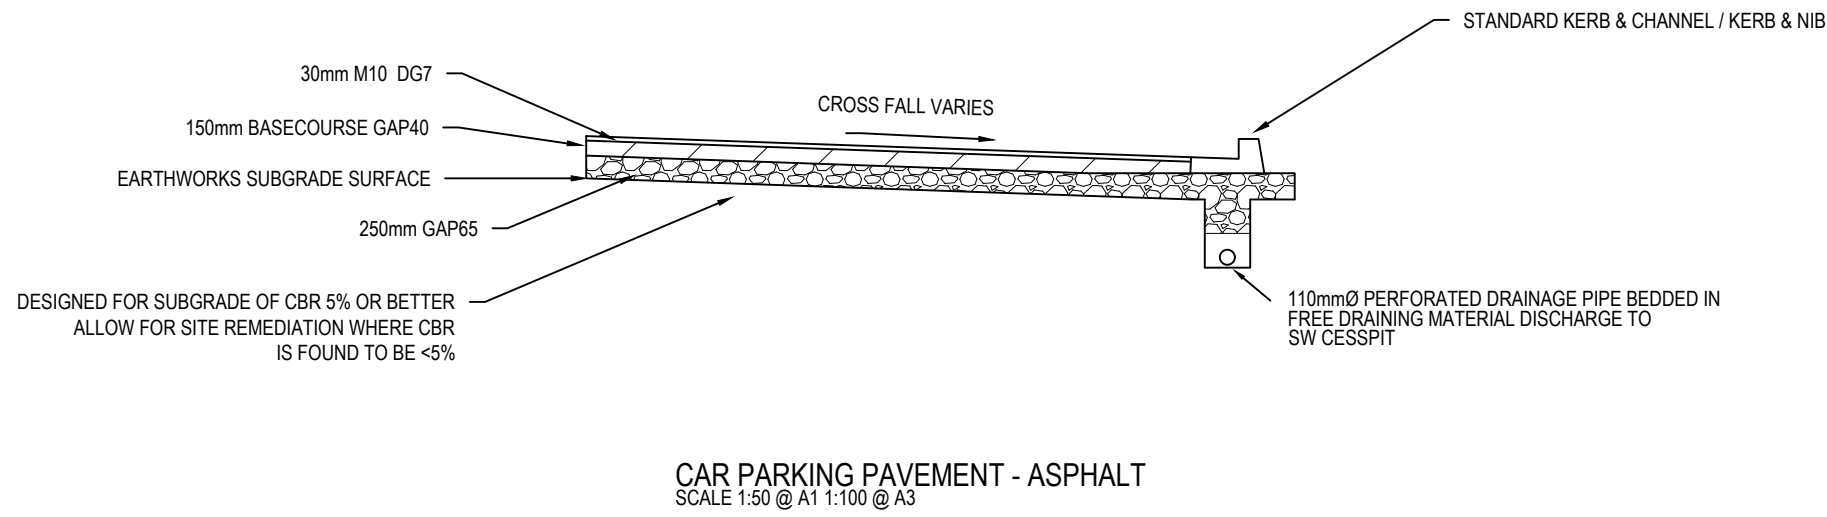 STANDARD KERB & CHANNEL / KERB & NIB
30mm M10  DG7
CROSS FALL VARIES
150mm BASECOURSE GAP40
EARTHWORKS SUBGRADE SURFACE
250mm GAP65
DESIGNED FOR SUBGRADE OF CBR 5% OR BETTER
ALLOW FOR SITE REMEDIATION WHERE CBR
IS FOUND TO BE <5%
110mmØ PERFORATED DRAINAGE PIPE BEDDED IN
FREE DRAINING MATERIAL DISCHARGE TO
SW CESSPIT
CAR PARKING PAVEMENT - ASPHALT
SCALE 1:50 @ A1 1:100 @ A3